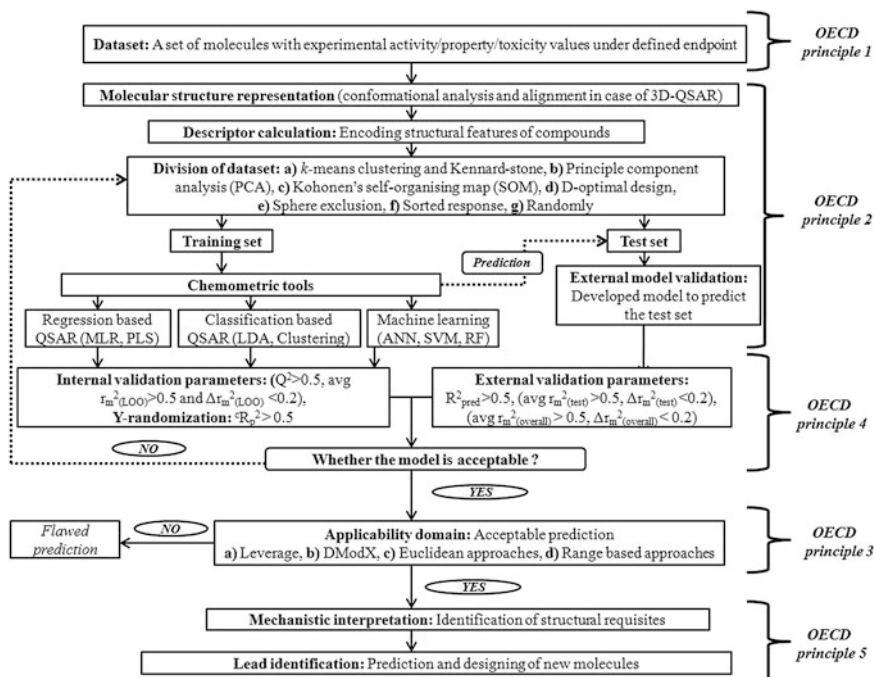 Dataset: A set of molecules with experimental activity/property/toxicity values under defined endpoint
OECD
principle 1
Molecular structure representation (conformational analysis and alignment in case of 3D-QSAR)
Descriptor calculation: Encoding structural features of compounds
Division of dataset: a) k-means clustering and Kennard-stone, b) Principle component
analysis (PCA), c) Kohonen's self-organising map (SOM), d) D-optimal design,
e) Sphere exclusion, f) Sorted response, g) Randomly
OECD
principle 2
Training set
Test set
Prediction
Chemometric tools
External model validation:
Developed model to predict
the test set
Regression based
QSAR (MLR, PLS)
Classification based
QSAR (LDA, Clustering)
Machine learning
(ANN, SVM, RF)
Internal validation parameters: (Q²>0.5, avg
rm²(LOO)>0.5 and Δrm²(LOO) <0.2),
Y-randomization: cRp² > 0.5
External validation parameters:
R²pred>0.5, (avg rm²(test) >0.5, Δrm²(test) <0.2),
(avg rm²(overall) > 0.5, Δrm²(overall) < 0.2)
OECD
principle 4
NO
Whether the model is acceptable ?
YES
Flawed
prediction
NO
Applicability domain: Acceptable prediction
a) Leverage, b) DModX, c) Euclidean approaches, d) Range based approaches
OECD
principle 3
YES
Mechanistic interpretation: Identification of structural requisites
Lead identification: Prediction and designing of new molecules
OECD
principle 5